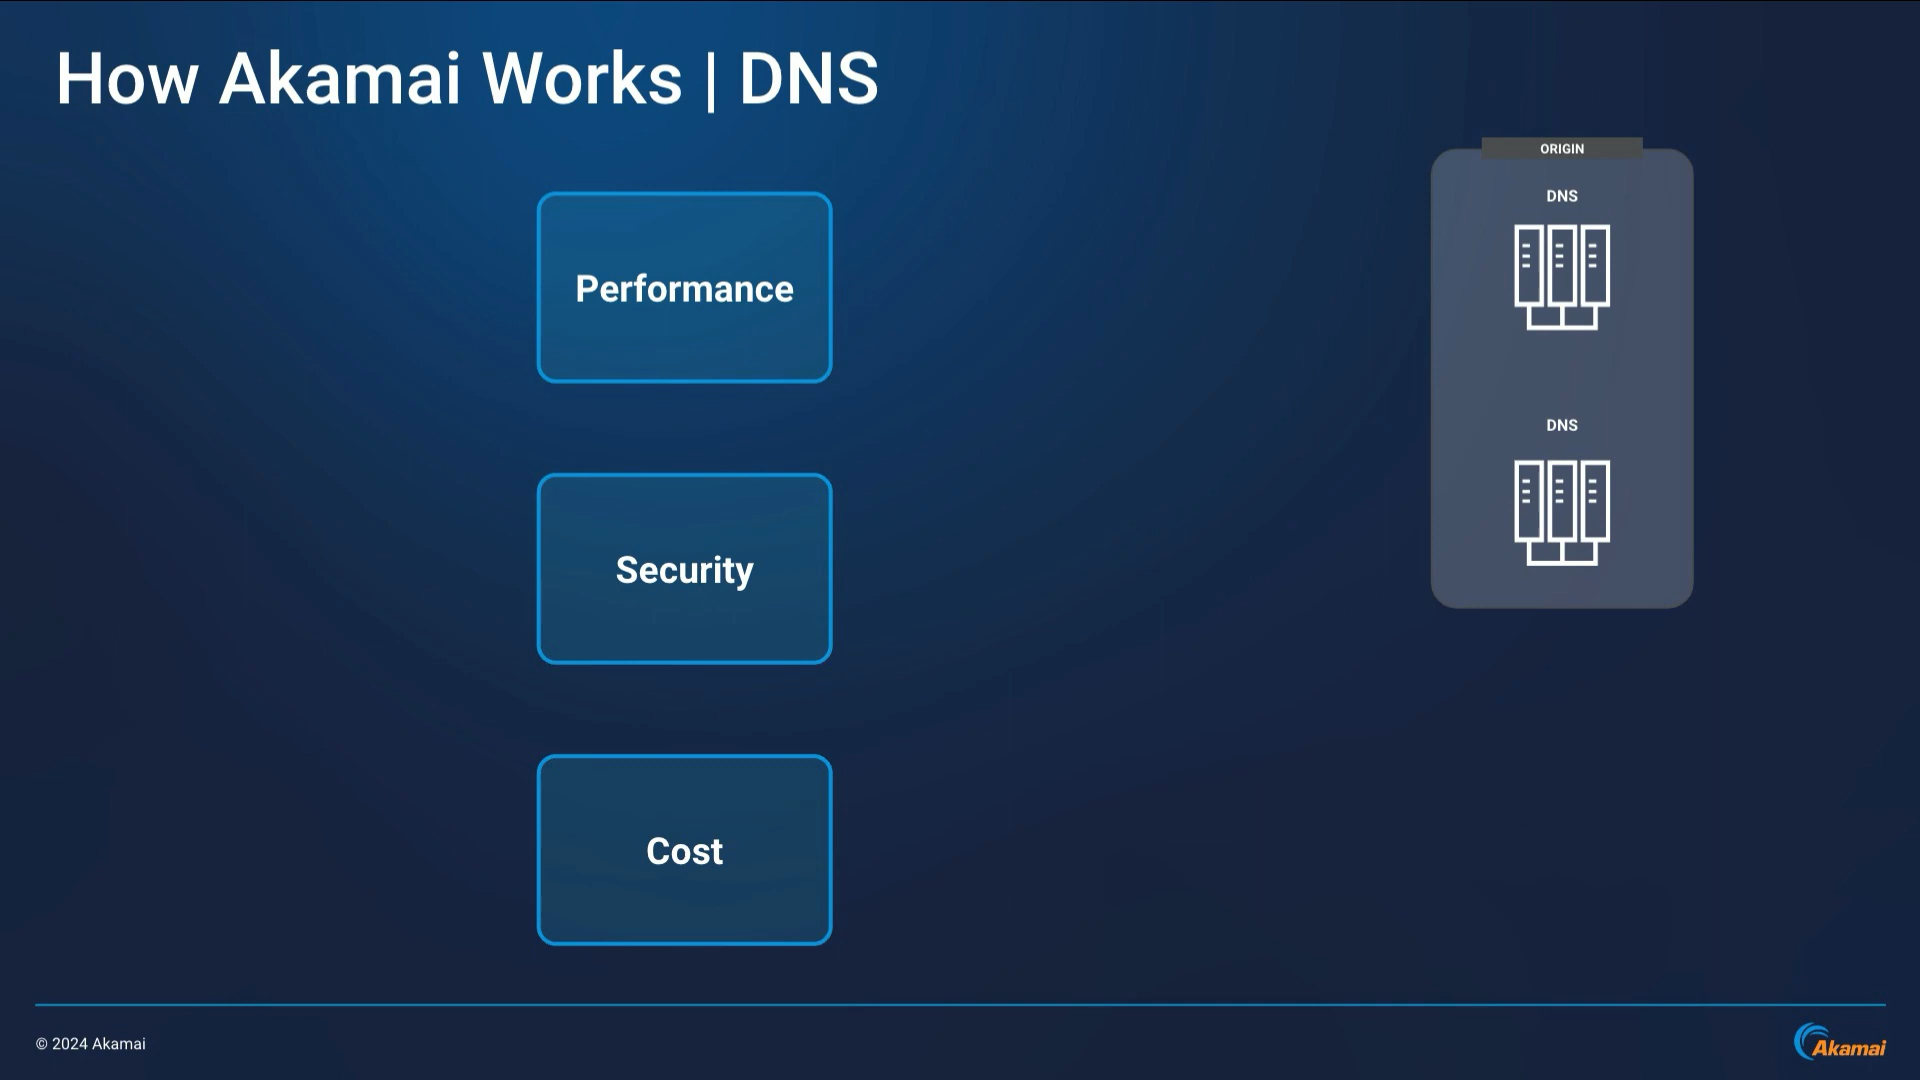 How Akamai Works | DNS
ORIGIN
DNS
Performance
DNS
Security
Cost
© 2024 Akamai
Akamai